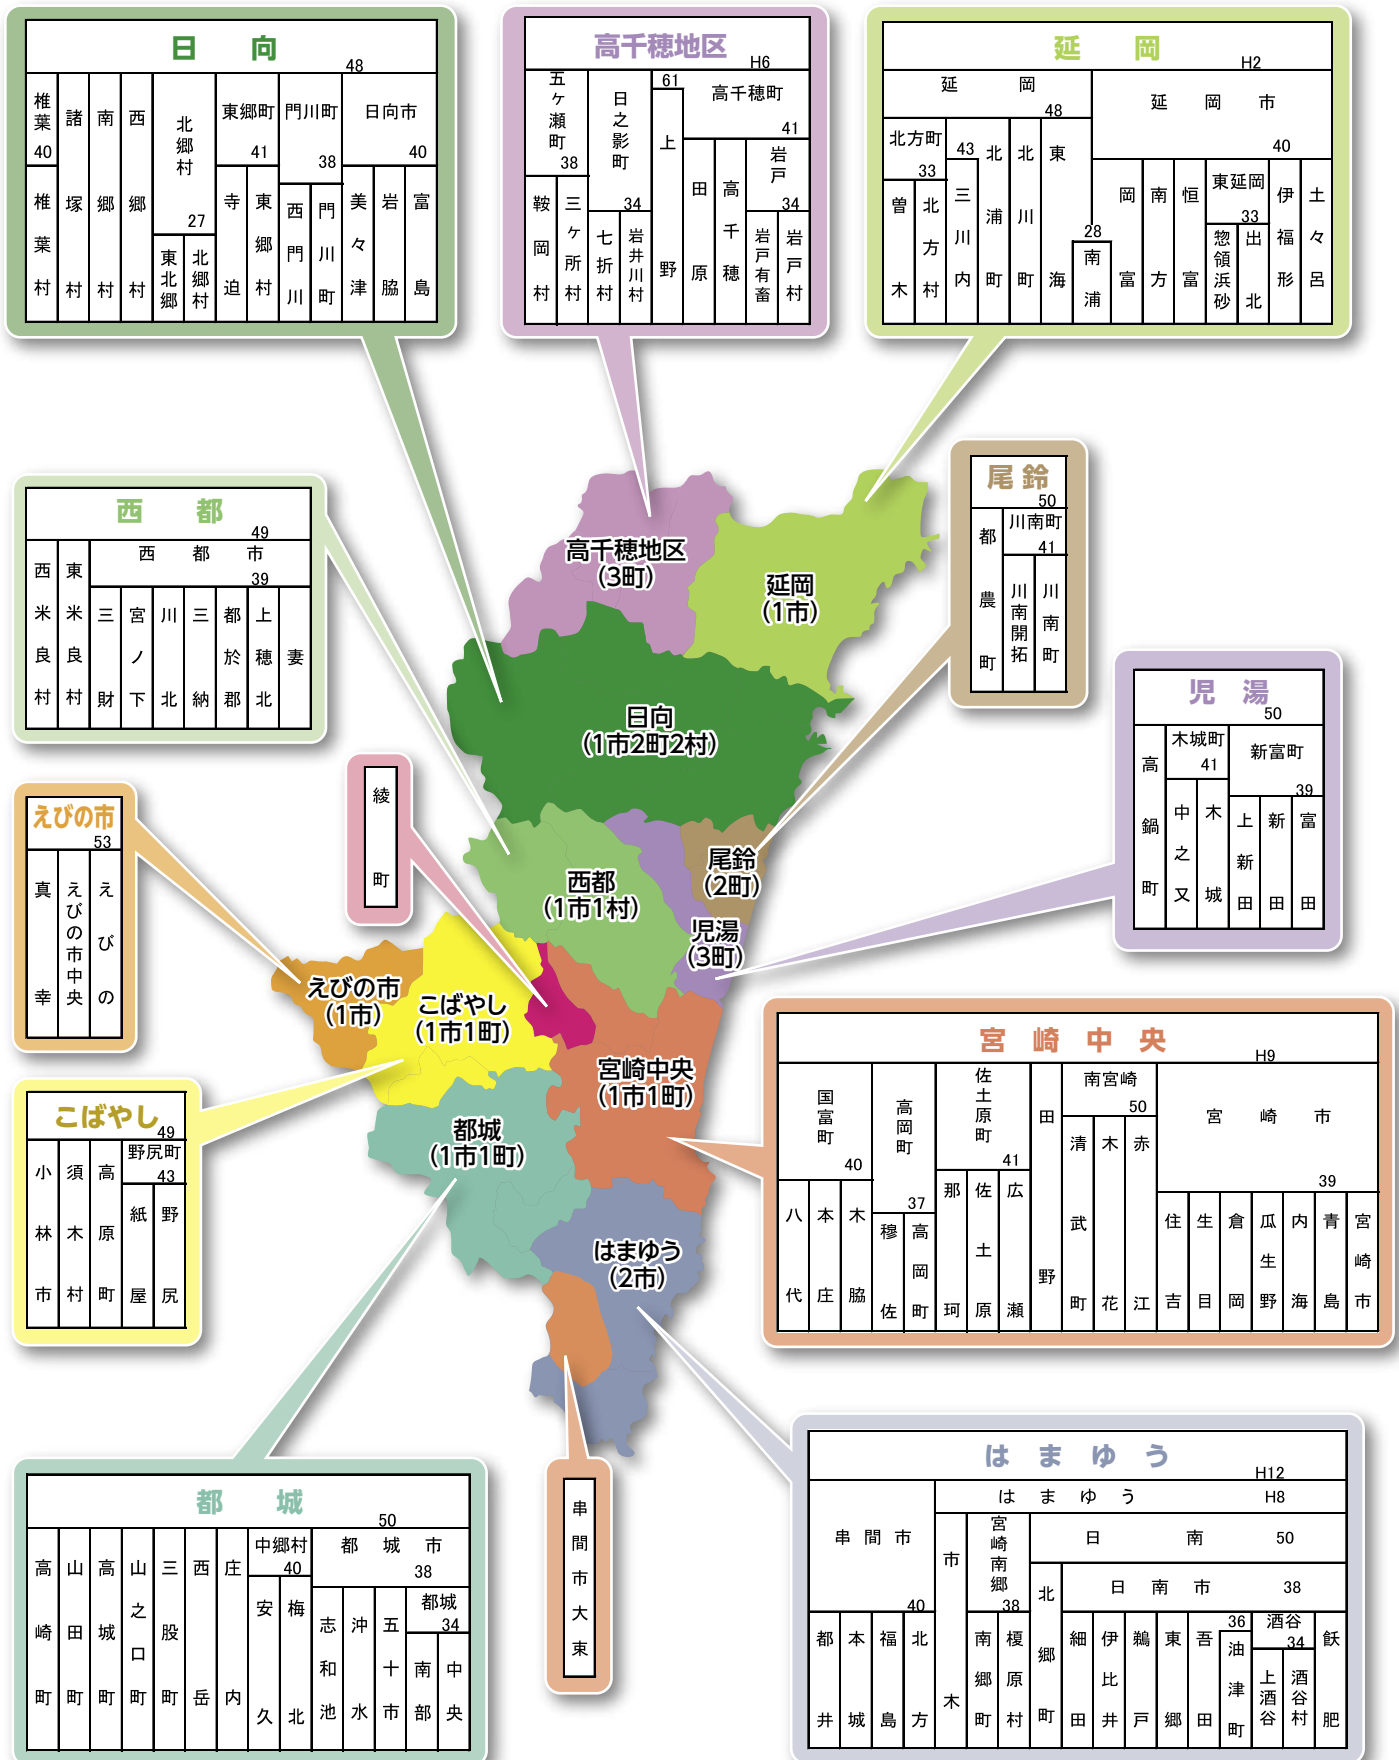 日向
48
椎葉
40
諸塚村
南郷村
西郷村
北郷村
27
東郷町
41
門川町
38
日向市
40
椎葉村
東北郷
北郷村
寺迫
東郷村
西門川
門川町
美々津
岩脇
富島
高千穂地区
H6
五ヶ瀬町
38
日之影町
34
61
上野
高千穂町
41
岩戸
34
鞍岡村
三ヶ所村
七折村
岩井川村
田原
高千穂
岩戸有畜
岩戸村
延岡
H2
延岡
48
延岡市
40
北方町
33
43
曽木
北方村
三川内
北浦町
北川町
東海
28
南浦
岡富
南方
恒富
東延岡
33
惣領浜砂
出北
伊福形
土々呂
西都
49
西米良村
東米良村
西都市
39
三財
宮ノ下
川北
三納
都於郡
上穂北
妻
尾鈴
50
都農町
川南町
41
川南開拓
川南町
児湯
50
高鍋町
木城町
41
中之又
木城
新富町
39
上新田
新田
富田
えびの市
53
真幸
えびの市中央
えびの
綾町
高千穂地区
(3町)
延岡
(1市)
日向
(1市2町2村)
西都
(1市1村)
尾鈴
(2町)
児湯
(3町)
えびの市
(1市)
こばやし
(1市1町)
宮崎中央
(1市1町)
都城
(1市1町)
はまゆう
(2市)
こばやし
49
小林市
須木村
高原町
野尻町
43
紙屋
野尻
宮崎中央
H9
国富町
40
八代
本庄
木脇
高岡町
37
穆佐
高岡町
佐土原町
41
那珂
佐土原
広瀬
田野
南宮崎
50
清武町
木花
赤江
宮崎市
39
住吉
生目
倉岡
瓜生野
内海
青島
宮崎市
都城
50
高崎町
山田町
高城町
山之口町
三股町
西岳
庄内
中郷村
40
安久
梅北
都城市
38
志和池
沖水
五十市
都城
34
南部
中央
串間市大束
はまゆう
H12
串間市
40
都井
本城
福島
北方
はまゆう
H8
市木
宮崎南郷
38
南郷町
榎原村
日南
50
北郷町
日南市
38
細田
伊比井
鵜戸
東郷
吾田
36
油津町
酒谷
34
上酒谷
酒谷村
飫肥